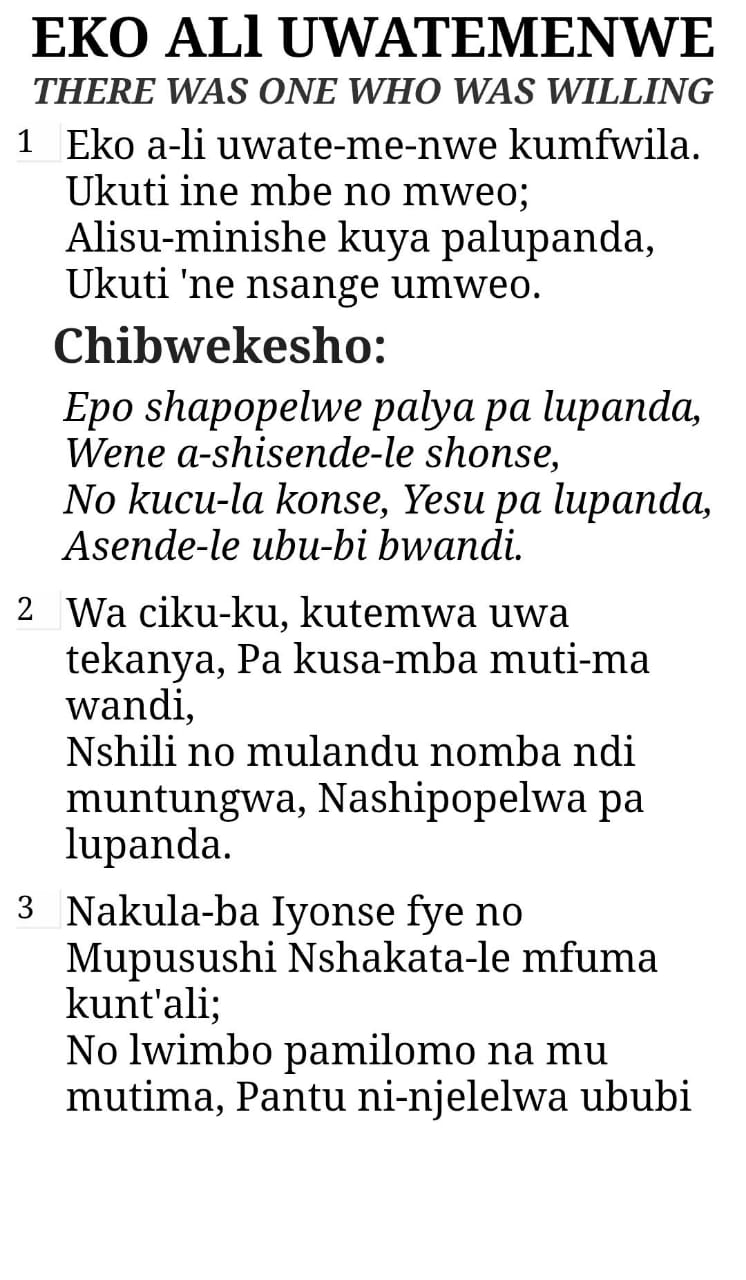 EKO ALl UWATEMENWE
THERE WAS ONE WHO WAS WILLING
1 Eko a-li uwate-me-nwe kumfwila.
Ukuti ine mbe no mweo;
Alisu-minishe kuya palupanda,
Ukuti 'ne nsange umweo.
Chibwekesho:
Epo shapopelwe palya pa lupanda,
Wene a-shisende-le shonse,
No kucu-la konse, Yesu pa lupanda,
Asende-le ubu-bi bwandi.
2 Wa ciku-ku, kutemwa uwa
tekanya, Pa kusa-mba muti-ma
wandi,
Nshili no mulandu nomba ndi
muntungwa, Nashipopelwa pa
lupanda.
3 Nakula-ba Iyonse fye no
Mupusushi Nshakata-le mfuma
kunt'ali;
No lwimbo pamilomo na mu
mutima, Pantu ni-njelelwa ububi